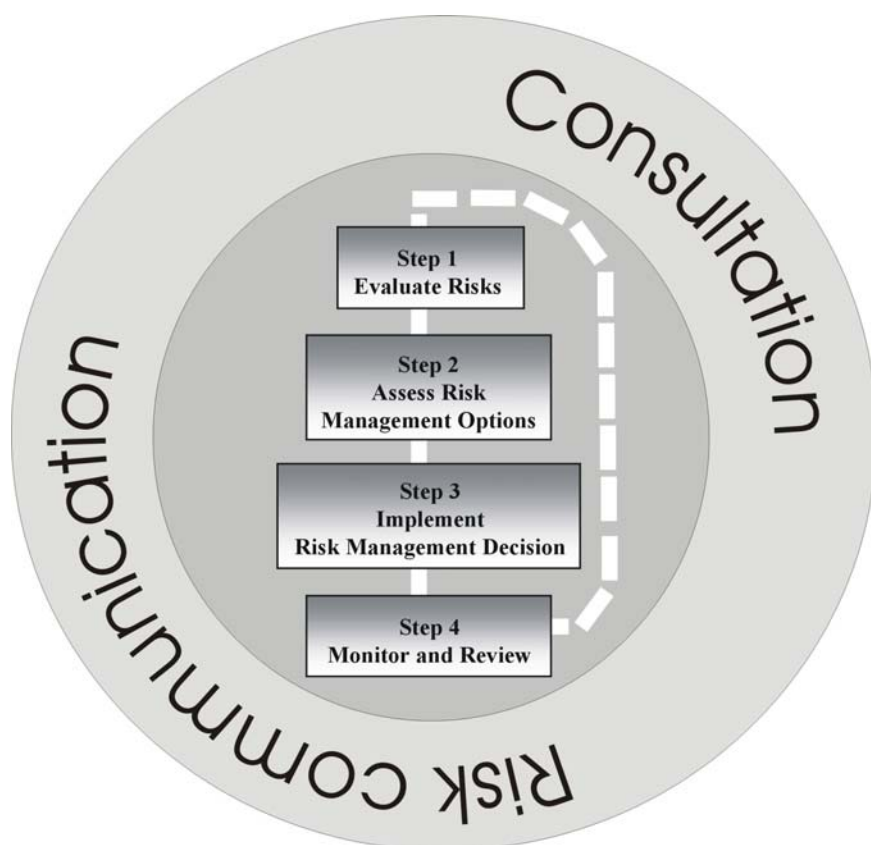 Consultation
Step 1
Evaluate Risks
Step 2
Assess Risk
Management Options
Step 3
Implement
Risk Management Decision
Step 4
Monitor and Review
Risk communication